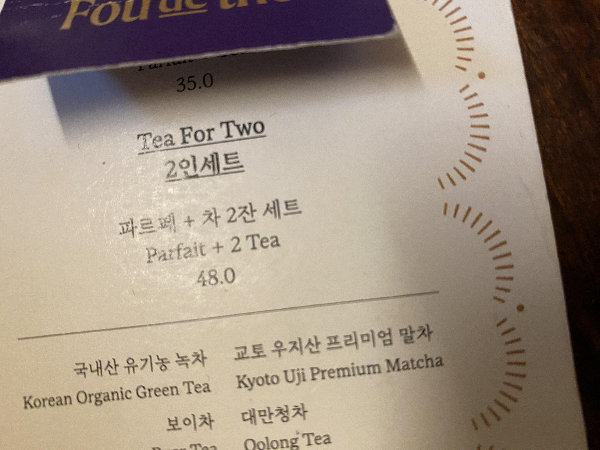 Fou de
35.0
Tea For Two
2인세트
파르페 + 차 2잔 세트
Parfait + 2 Tea
48.0
국내산 유기농 녹차
Korean Organic Green Tea
교토 우지산 프리미엄 말차
Kyoto Uji Premium Matcha
보이차
Tea
대만청차
Oolong Tea